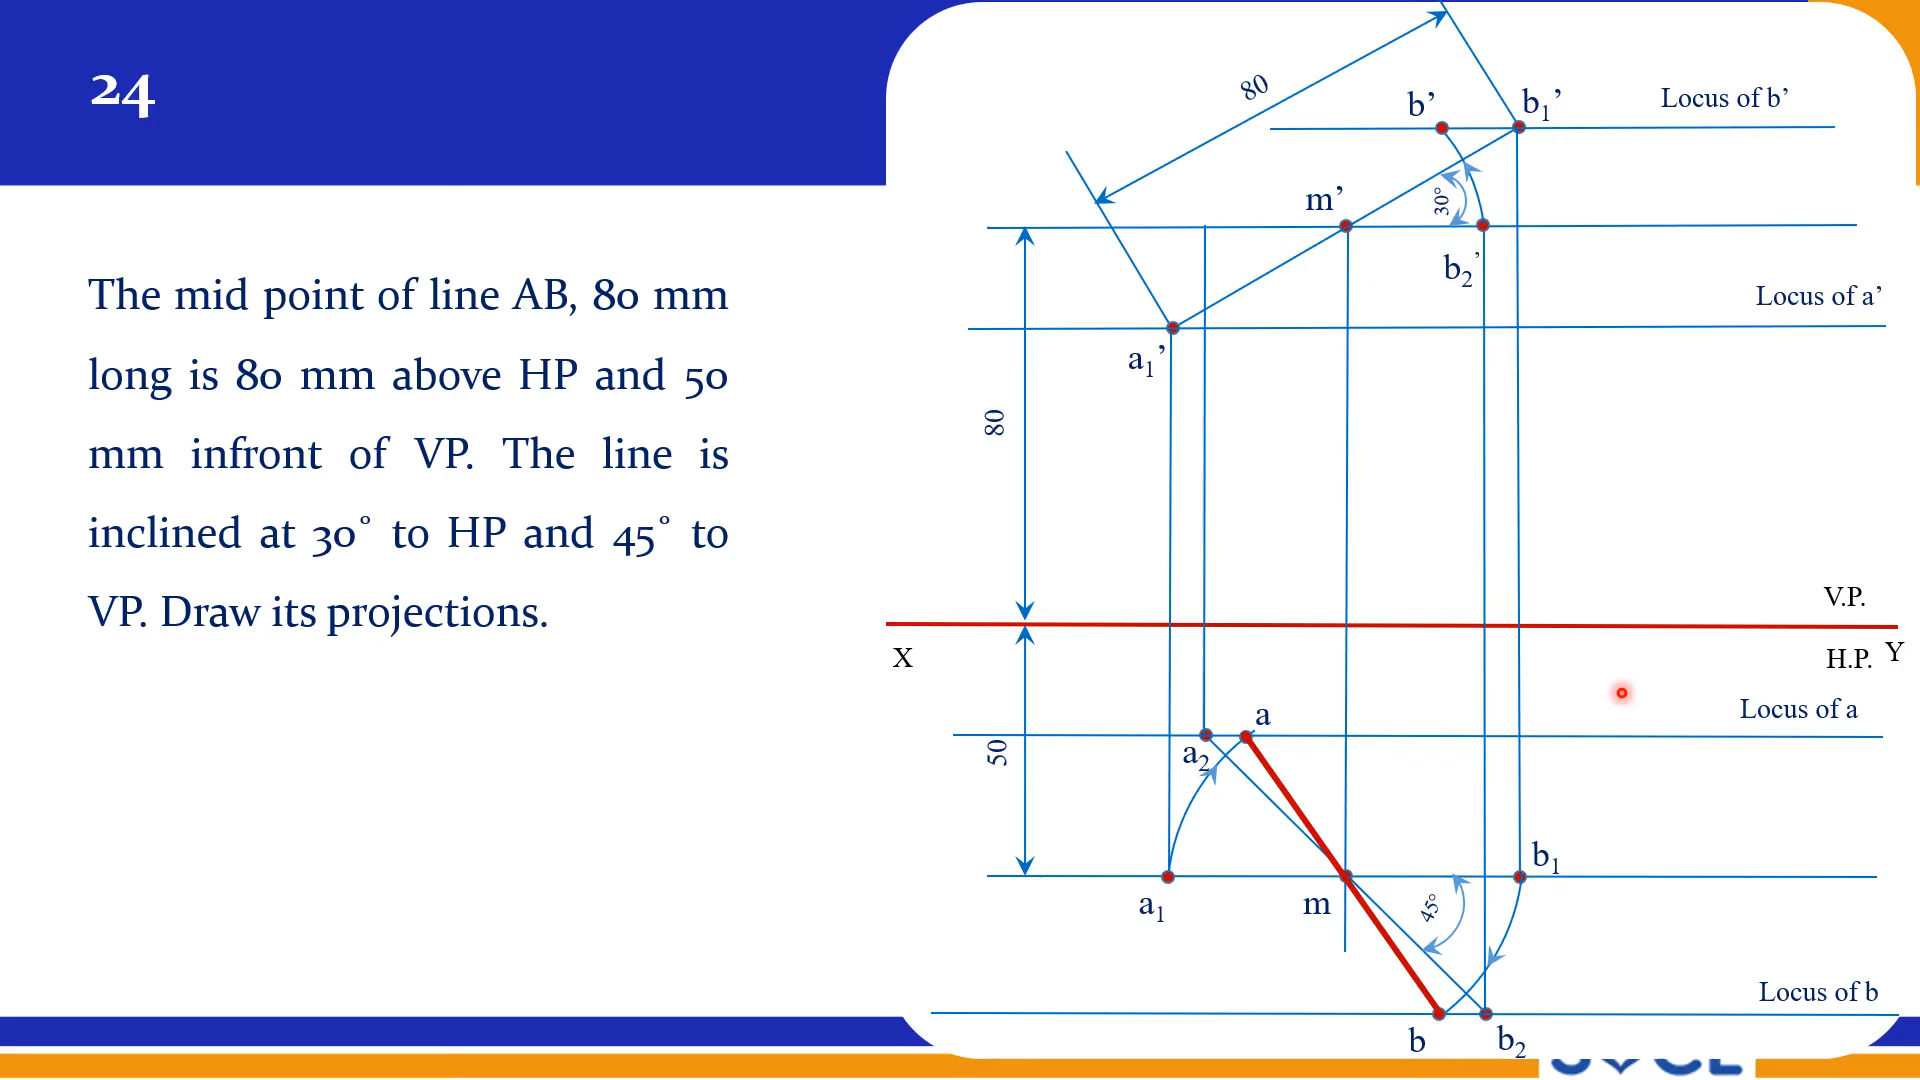 24
The mid point of line AB, 80 mm
long is 80 mm above HP and 50
mm infront of VP. The line is
inclined at 30˚ to HP and 45˚ to
VP. Draw its projections.
80
b’
b₁’
Locus of b’
m’
30°
b₂’
Locus of a’
a₁’
80
V.P.
X
H.P.
Y
Locus of a
a
a₂
50
b₁
a₁
m
45°
Locus of b
b
b₂